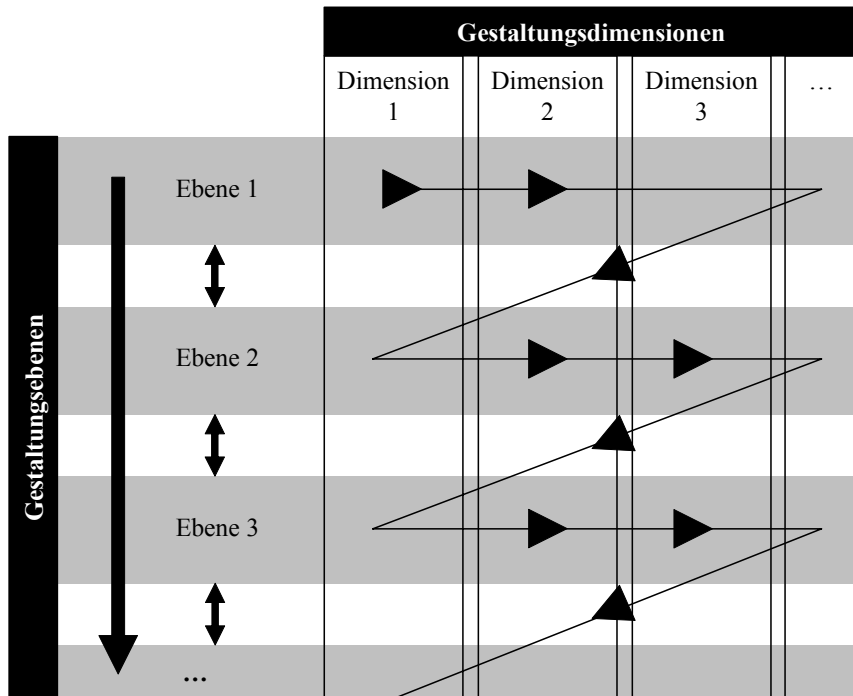 Gestaltungsdimensionen
Dimension
1
Dimension
2
Dimension
3
…
Gestaltungsebenen
Ebene 1
Ebene 2
Ebene 3
...